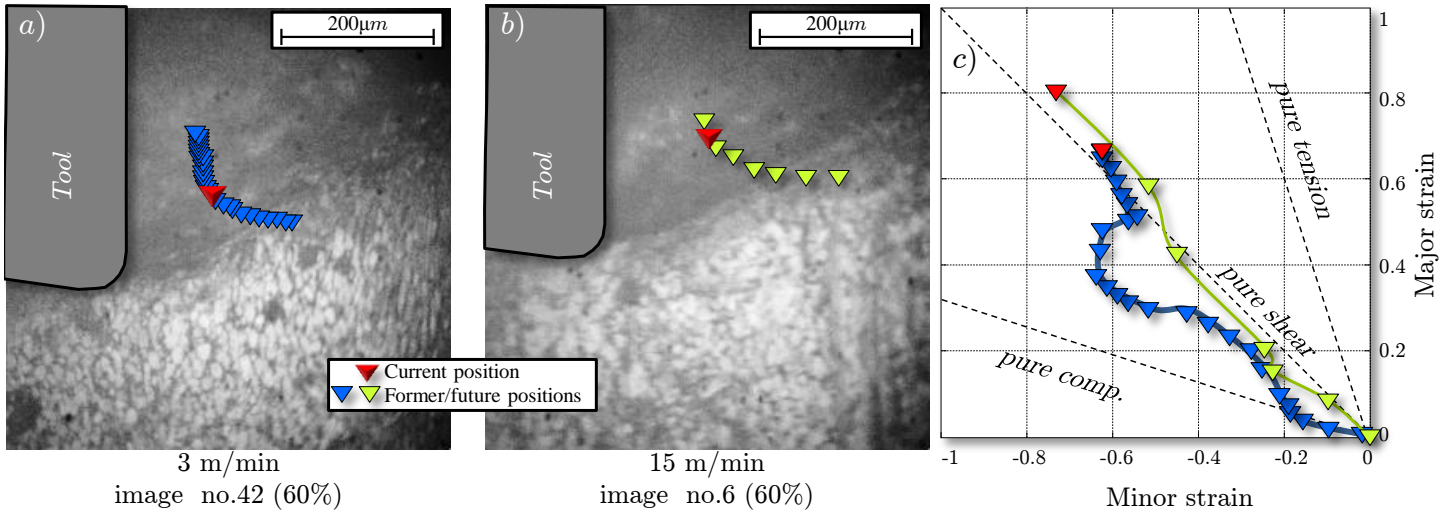 a)
200μm
Tool
b)
200μm
Tool
Current position
Former/future positions
3 m/min
image no.42 (60%)
15 m/min
image no.6 (60%)
c)
pure tension
pure shear
pure comp.
1
0.8
0.6
0.4
0.2
0
Major strain
-1
-0.8
-0.6
-0.4
-0.2
0
Minor strain